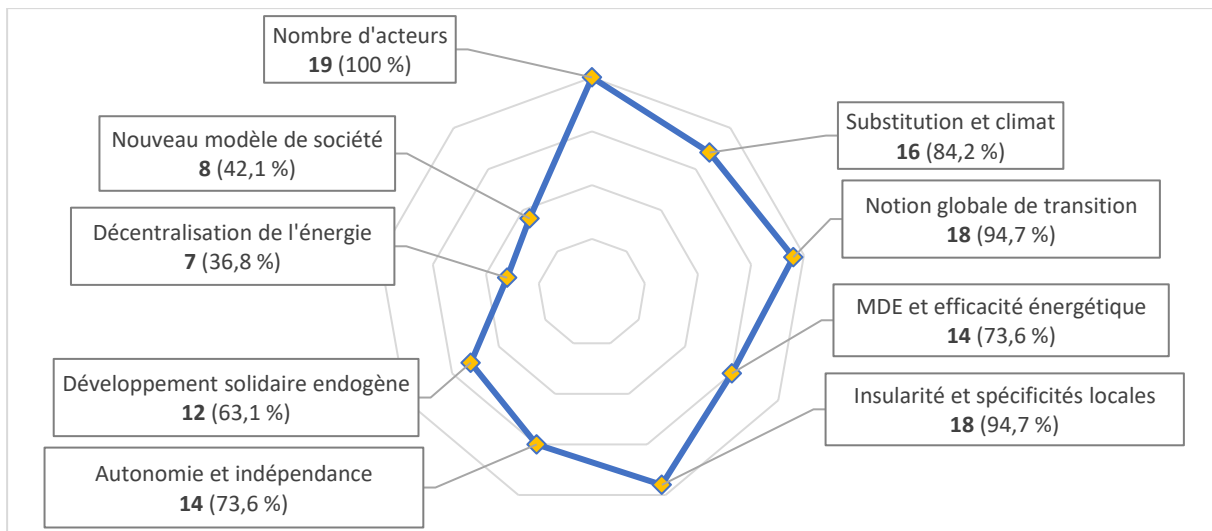 Nombre d'acteurs
19 (100 %)
Substitution et climat
16 (84,2 %)
Notion globale de transition
18 (94,7 %)
MDE et efficacité énergétique
14 (73,6 %)
Insularité et spécificités locales
18 (94,7 %)
Autonomie et indépendance
14 (73,6 %)
Développement solidaire endogène
12 (63,1 %)
Décentralisation de l'énergie
7 (36,8 %)
Nouveau modèle de société
8 (42,1 %)